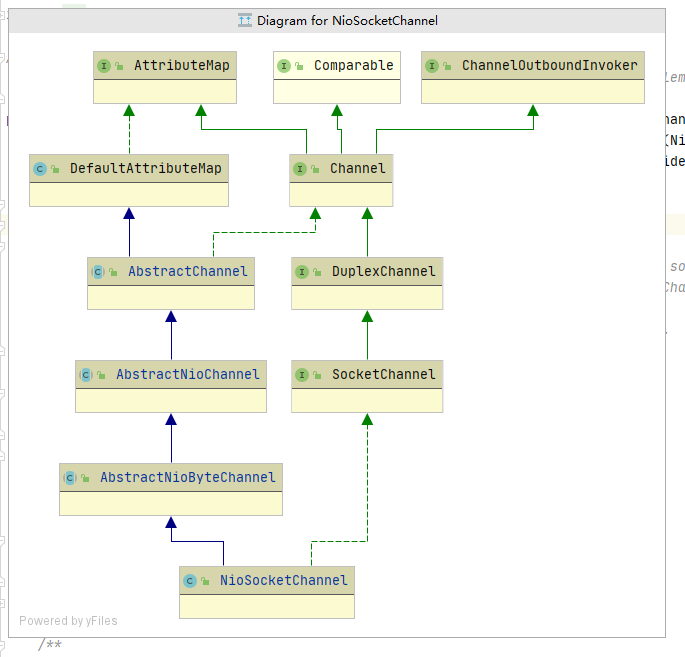 Diagram for NioSocketChannel
I AttributeMap
I Comparable
I ChannelOutboundInvoker
lem
han
(Ni
ide
C DefaultAttributeMap
I Channel
C AbstractChannel
I DuplexChannel
so
Cha
C AbstractNioChannel
I SocketChannel
C AbstractNioByteChannel
C NioSocketChannel
Powered by yFiles
/**